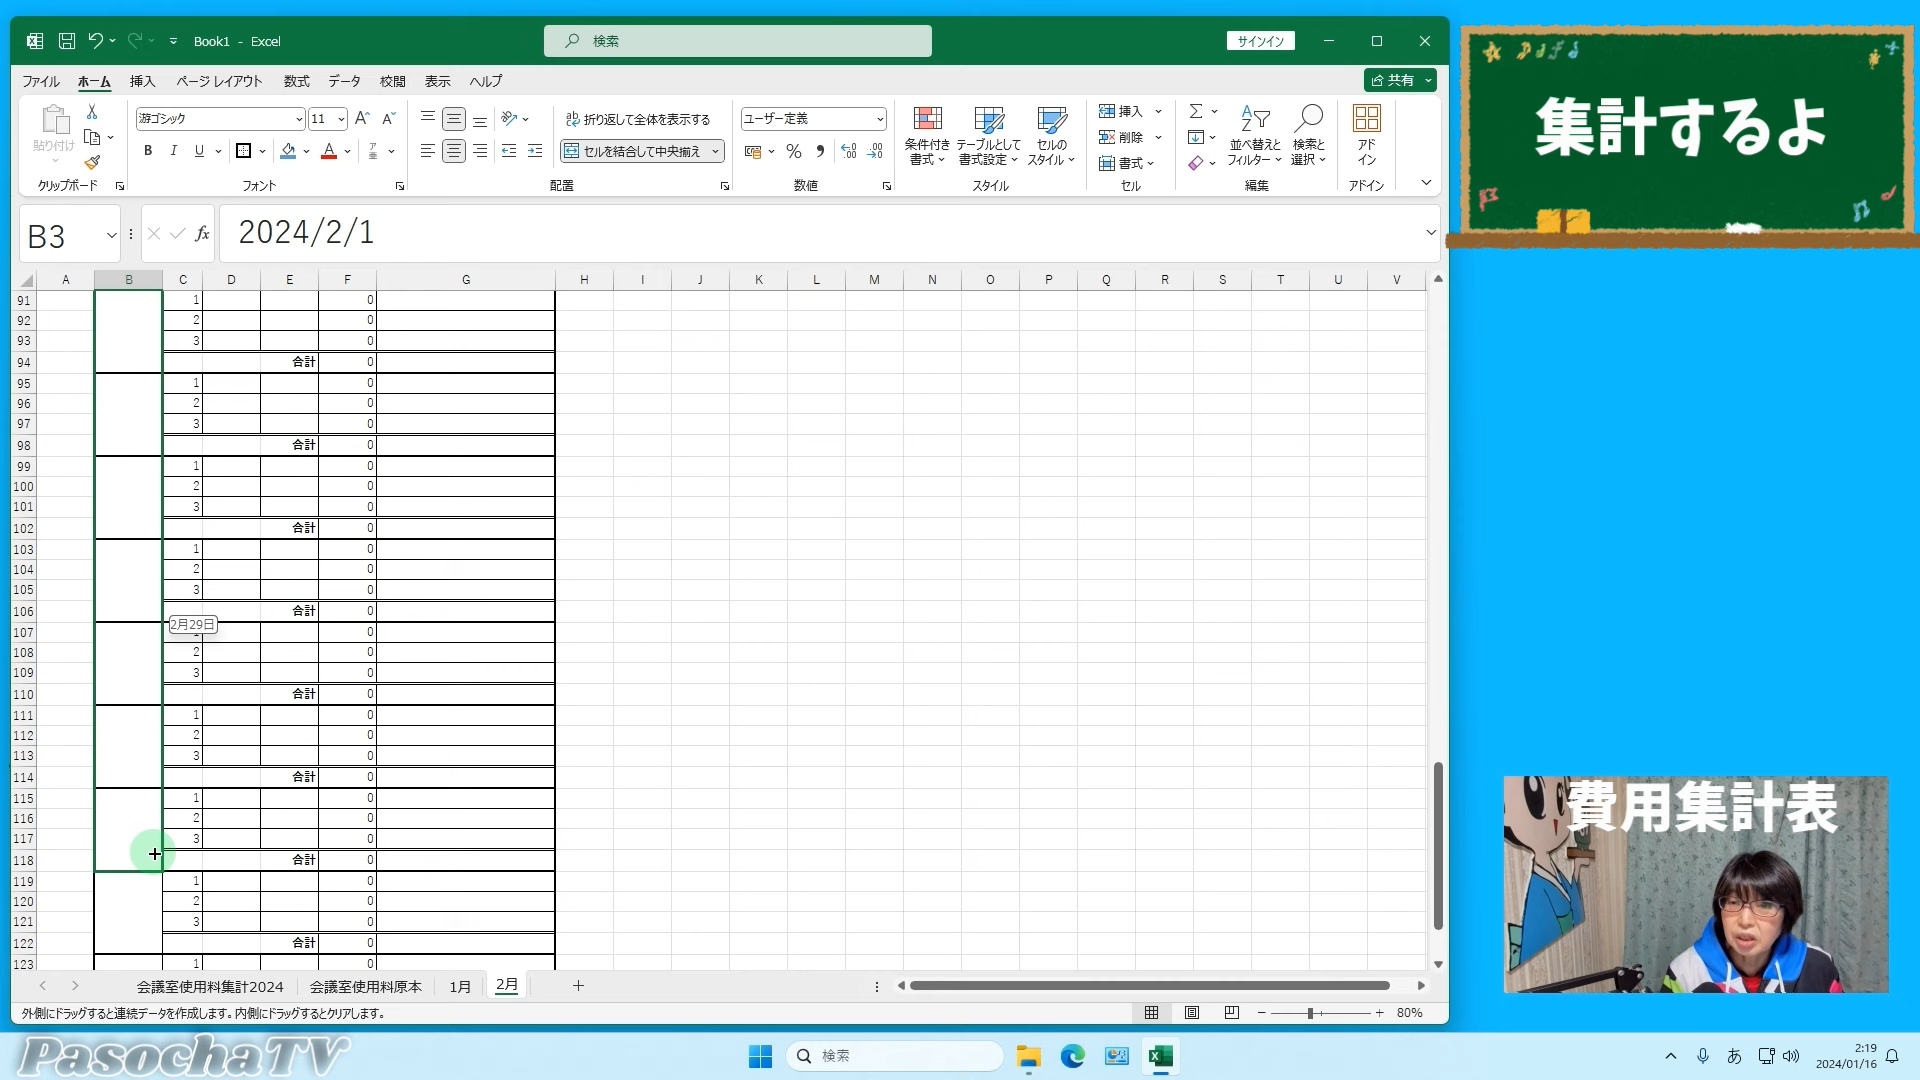 Book1 - Excel
検索
サインイン
ファイル ホーム 挿入 ページ レイアウト 数式 データ 校閲 表示 ヘルプ
共有
貼り付け
クリップボード
游ゴシック 11
B I U
フォント
折り返して全体を表示する
セルを結合して中央揃え
配置
ユーザー定義
数値
条件付き書式
テーブルとして書式設定
セルのスタイル
スタイル
挿入
削除
書式
セル
並べ替えとフィルター
検索と選択
編集
アドイン
アドイン
B3
fx
2024/2/1
A B C D E F G H I J K L M N O P Q R S T U V
91 1 0
92 2 0
93 3 0
94 合計 0
95 1 0
96 2 0
97 3 0
98 合計 0
99 1 0
100 2 0
101 3 0
102 合計 0
103 1 0
104 2 0
105 3 0
106 合計 0
2月29日
107 1 0
108 2 0
109 3 0
110 合計 0
111 1 0
112 2 0
113 3 0
114 合計 0
115 1 0
116 2 0
117 3 0
118 合計 0
119 1 0
120 2 0
121 3 0
122 合計 0
123 1 0
会議室使用料集計2024 会議室使用料原本 1月 2月
外側にドラッグすると連続データを作成します。内側にドラッグするとクリアします。
80%
集計するよ
費用集計表
PasochaTV
検索
あ
2:19
2024/01/16